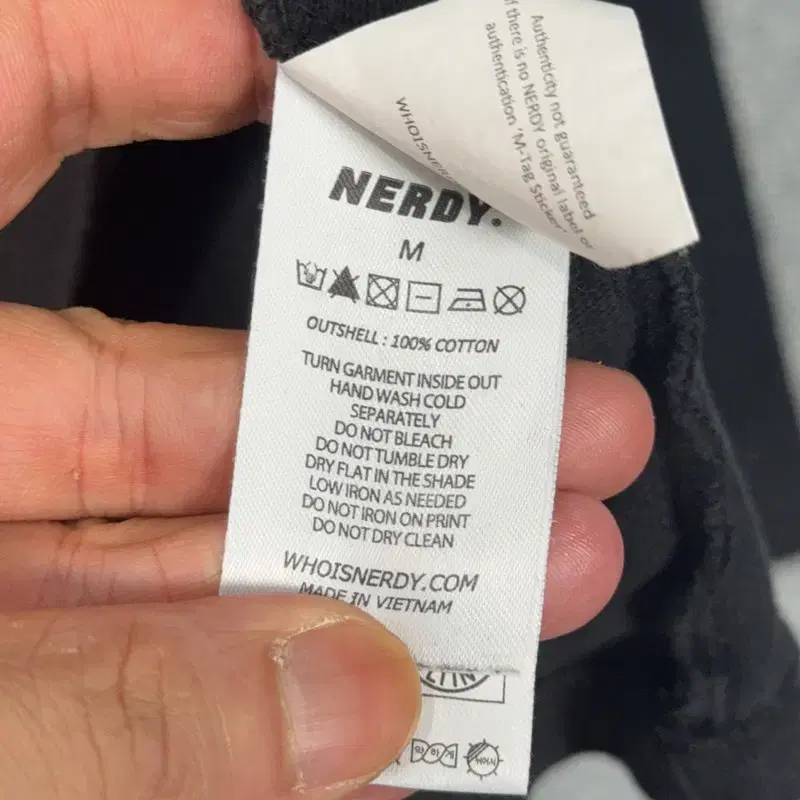 Authenticity not guaranteed
if there is no NERDY original label or
authentication 'M-Tag Sticker'
NERDY.
M
OUTSHELL : 100% COTTON
TURN GARMENT INSIDE OUT
HAND WASH COLD
SEPARATELY
DO NOT BLEACH
DO NOT TUMBLE DRY
DRY FLAT IN THE SHADE
LOW IRON AS NEEDED
DO NOT IRON ON PRINT
DO NOT DRY CLEAN
WHOISNERDY.COM
MADE IN VIETNAM